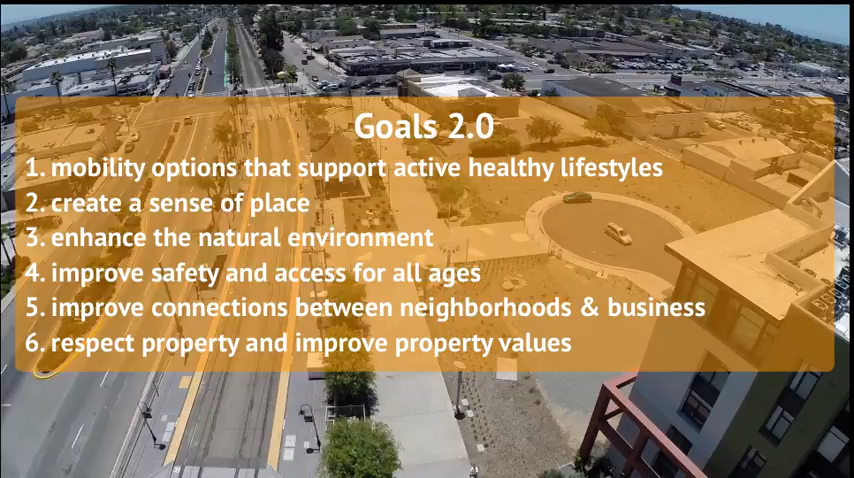 Goals 2.0
1. mobility options that support active healthy lifestyles
2. create a sense of place
3. enhance the natural environment
4. improve safety and access for all ages
5. improve connections between neighborhoods & business
6. respect property and improve property values